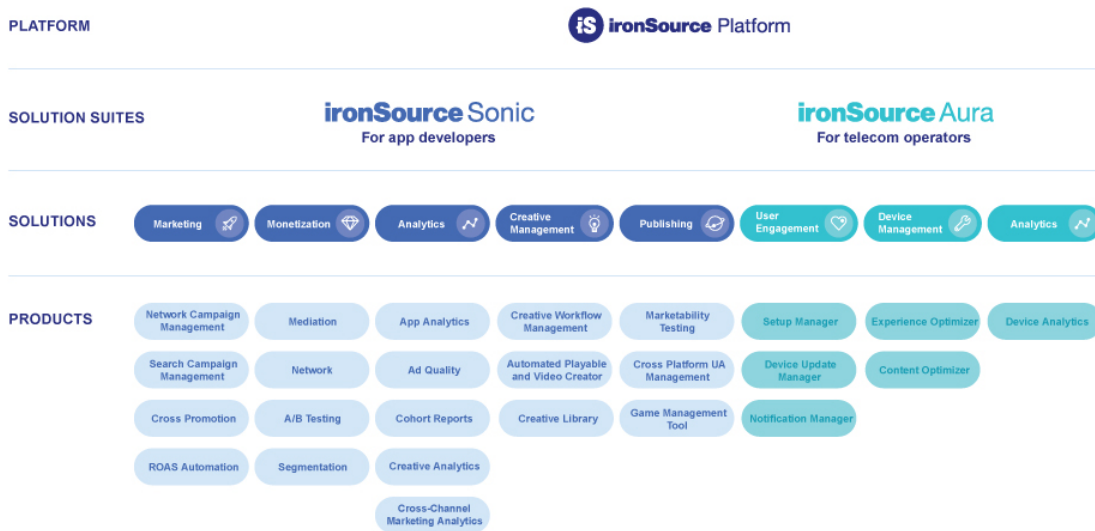 PLATFORM
iS ironSource Platform
SOLUTION SUITES
ironSource Sonic
For app developers
ironSource Aura
For telecom operators
SOLUTIONS
Marketing
Monetization
Analytics
Creative
Management
Publishing
User
Engagement
Device
Management
Analytics
PRODUCTS
Network Campaign
Management
Mediation
App Analytics
Creative Workflow
Management
Marketability
Testing
Setup Manager
Experience Optimizer
Device Analytics
Search Campaign
Management
Network
Ad Quality
Automated Playable
and Video Creator
Cross Platform UA
Management
Device Update
Manager
Content Optimizer
Cross Promotion
A/B Testing
Cohort Reports
Creative Library
Game Management
Tool
Notification Manager
ROAS Automation
Segmentation
Creative Analytics
Cross-Channel
Marketing Analytics